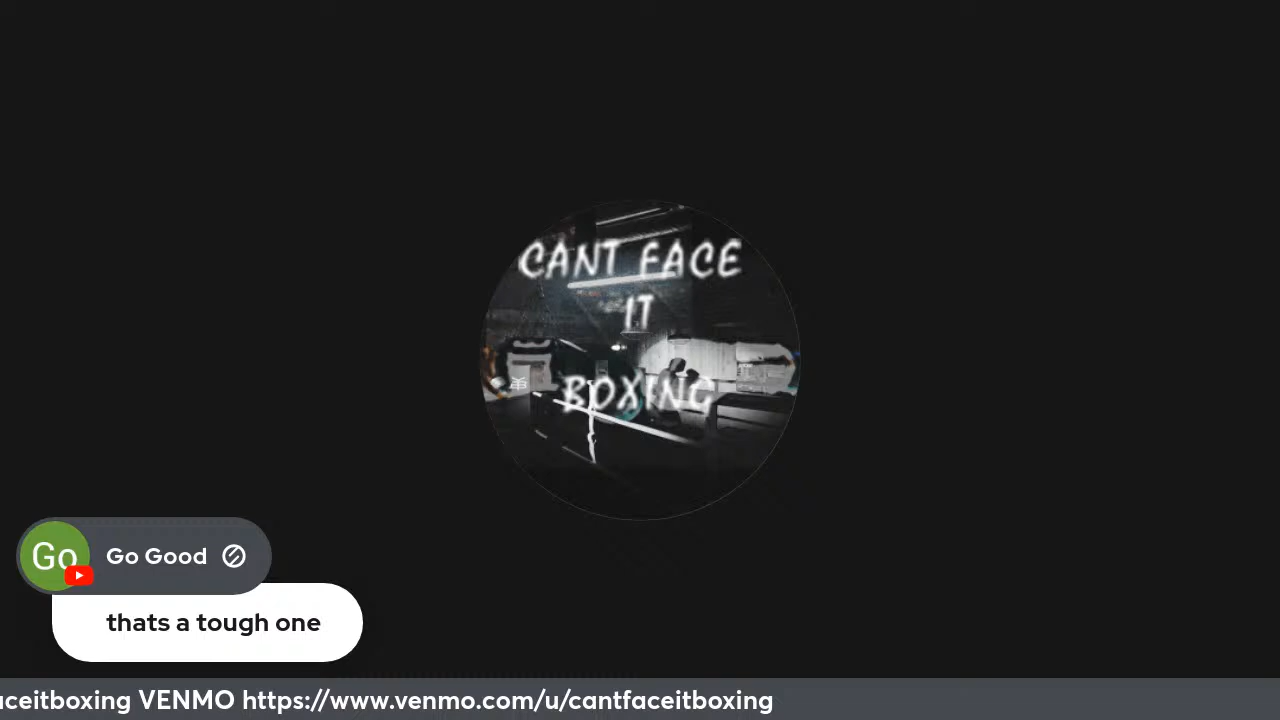 CANT FACE
IT
BOXING
Go
Go Good
thats a tough one
aceitboxing VENMO https://www.venmo.com/u/cantfaceitboxing